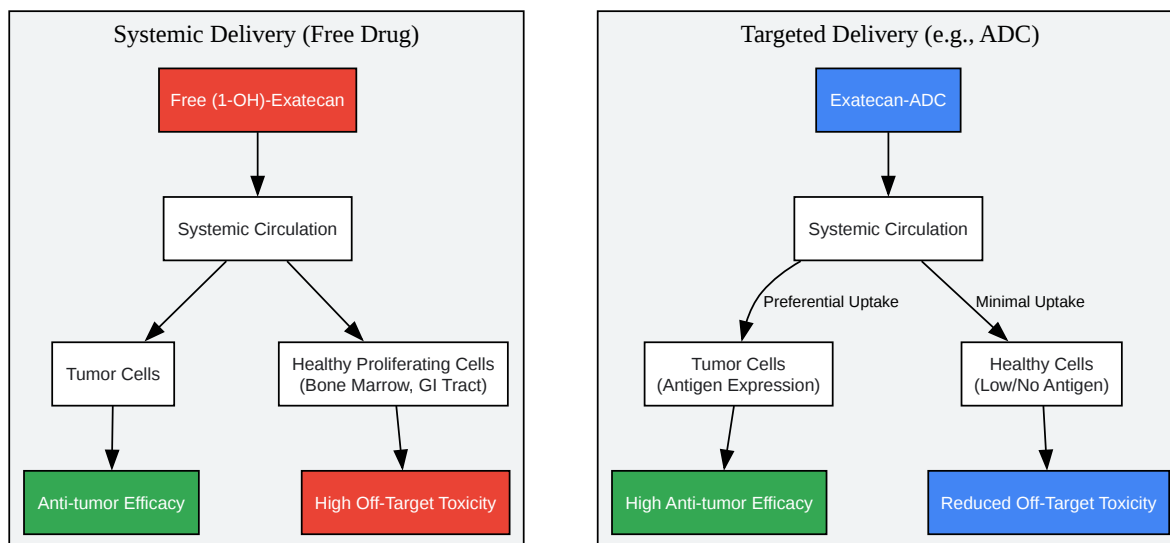 Systemic Delivery (Free Drug)
Free (1-OH)-Exatecan
Systemic Circulation
Tumor Cells
Healthy Proliferating Cells
(Bone Marrow, GI Tract)
Anti-tumor Efficacy
High Off-Target Toxicity
Targeted Delivery (e.g., ADC)
Exatecan-ADC
Systemic Circulation
Preferential Uptake
Minimal Uptake
Tumor Cells
(Antigen Expression)
Healthy Cells
(Low/No Antigen)
High Anti-tumor Efficacy
Reduced Off-Target Toxicity